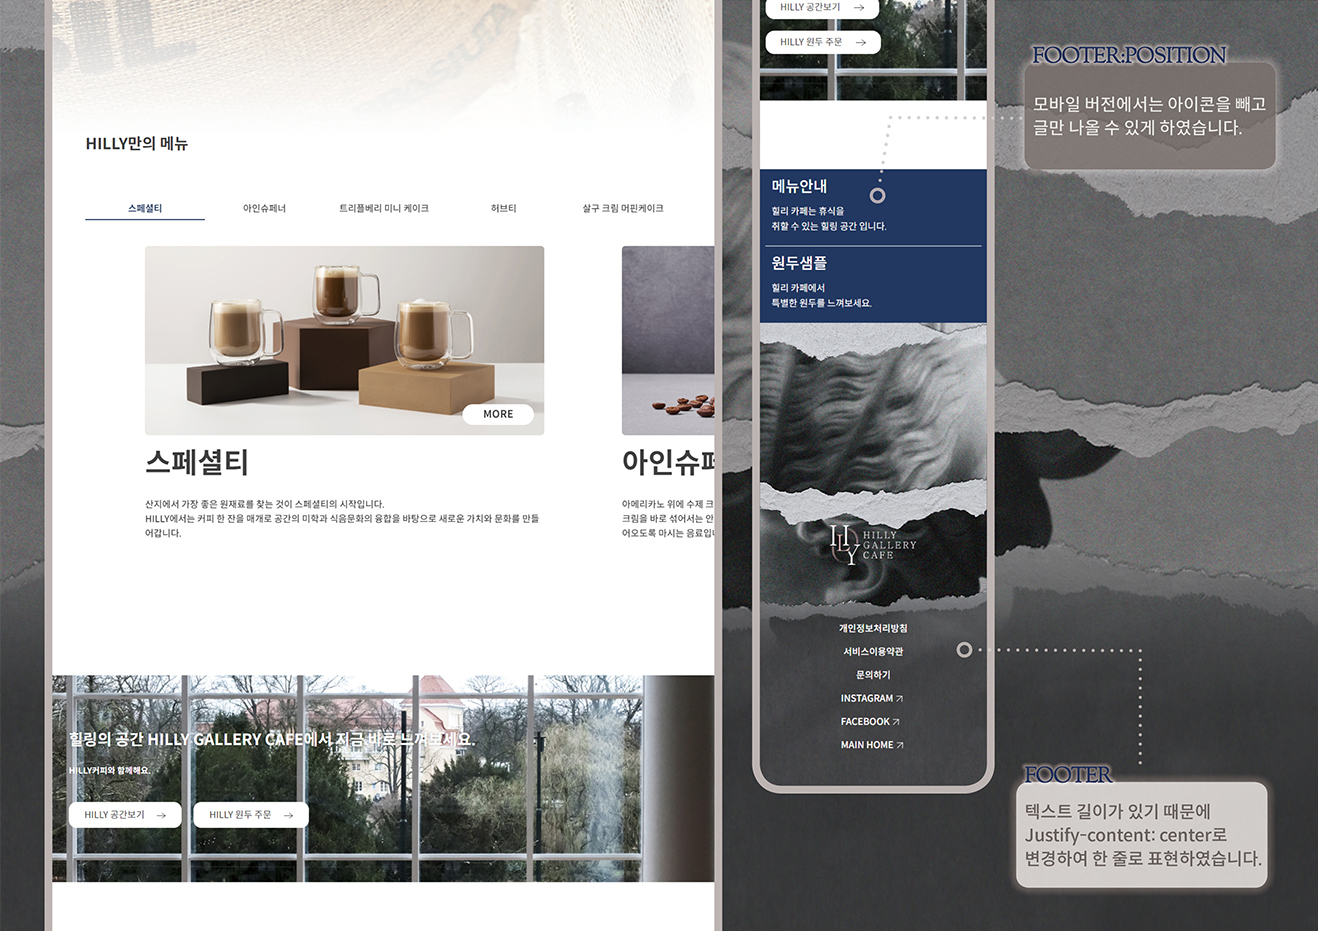 HILLY만의 메뉴
스페셜티
아인슈페너
트리플베리 미니 케이크
허브티
살구 크림 머핀케이크
MORE
스페셜티
산지에서 가장 좋은 원재료를 찾는 것이 스페셜티의 시작입니다.
HILLY에서는 커피 한 잔을 매개로 공간의 미학과 식음문화의 융합을 바탕으로 새로운 가치와 문화를 만들
어갑니다.
아인슈페
아메리카노 위에 수제 크
크림을 바로 섞어서는 안
어오도록 마시는 음료입니
힐링의 공간 HILLY GALLERY CAFE에서 지금 바로 느껴보세요.
HILLY커피와 함께해요.
HILLY 공간보기
HILLY 원두 주문
HILLY 공간보기
HILLY 원두 주문
메뉴안내
힐리 카페는 휴식을
취할 수 있는 힐링 공간 입니다.
원두샘플
힐리 카페에서
특별한 원두를 느껴보세요.
HILLY
HILLY
GALLERY
CAFE
개인정보처리방침
서비스이용약관
문의하기
INSTAGRAM
FACEBOOK
MAIN HOME
FOOTER:POSITION
모바일 버전에서는 아이콘을 빼고
글만 나올 수 있게 하였습니다.
FOOTER
텍스트 길이가 있기 때문에
Justify-content: center로
변경하여 한 줄로 표현하였습니다.